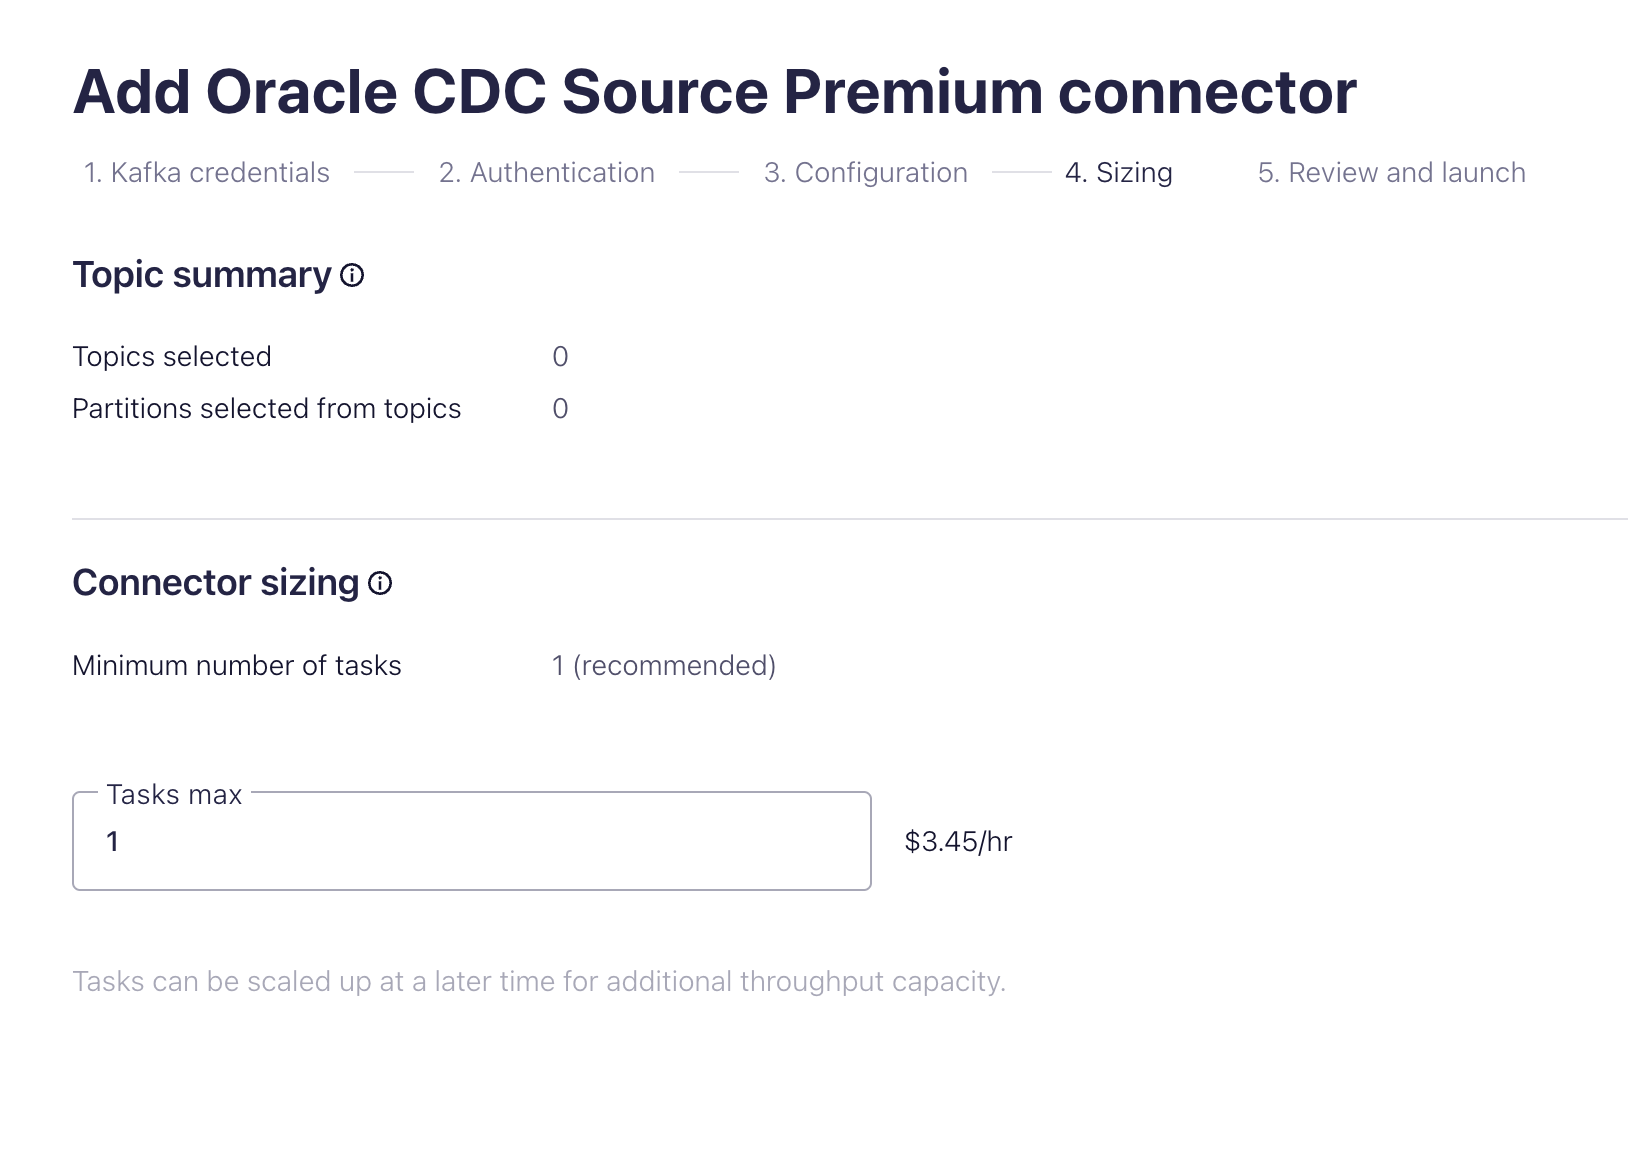 Add Oracle CDC Source Premium connector
1. Kafka credentials 2. Authentication 3. Configuration 4. Sizing 5. Review and launch
Topic summary
Topics selected 0
Partitions selected from topics 0
Connector sizing
Minimum number of tasks 1 (recommended)
Tasks max
1 $3.45/hr
Tasks can be scaled up at a later time for additional throughput capacity.